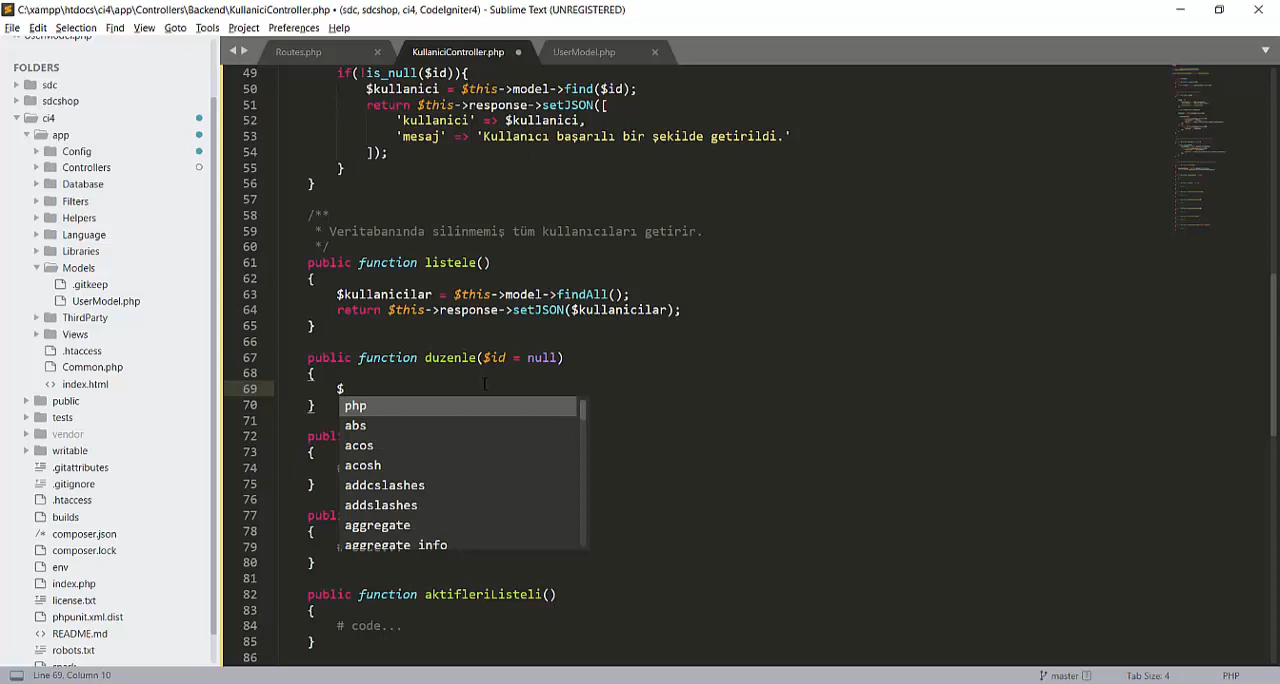 C:\xampp\htdocs\ci4\app\Controllers\Backend\KullaniciController.php • (sdc, sdcshop, ci4, CodeIgniter4) - Sublime Text (UNREGISTERED)
File Edit Selection Find View Goto Tools Project Preferences Help
UserModel.php
FOLDERS
sdc
sdcshop
ci4
app
Config
Controllers
Database
Filters
Helpers
Language
Libraries
Models
.gitkeep
UserModel.php
ThirdParty
Views
.htaccess
Common.php
index.html
public
tests
vendor
writable
.gitattributes
.gitignore
.htaccess
builds
composer.json
composer.lock
env
index.php
license.txt
phpunit.xml.dist
README.md
robots.txt
spark
Routes.php
KullaniciController.php
UserModel.php
49 if(!is_null($id)){
50 $kullanici = $this->model->find($id);
51 return $this->response->setJSON([
52 'kullanici' => $kullanici,
53 'mesaj' => 'Kullanıcı başarılı bir şekilde getirildi.'
54 ]);
55 }
56 }
57
58 /**
59 * Veritabanında silinmemiş tüm kullanıcıları getirir.
60 */
61 public function listele()
62 {
63 $kullanicilar = $this->model->findAll();
64 return $this->response->setJSON($kullanicilar);
65 }
66
67 public function duzenle($id = null)
68 {
69 $
70 }
71
72 publi
73 {
74
75 }
76
77 publi
78 {
79
80 }
81
82 public function aktifleriListeli()
83 {
84 # code...
85 }
86
php
abs
acos
acosh
addcslashes
addslashes
aggregate
aggregate_info
Line 69, Column 10
master
Tab Size: 4
PHP